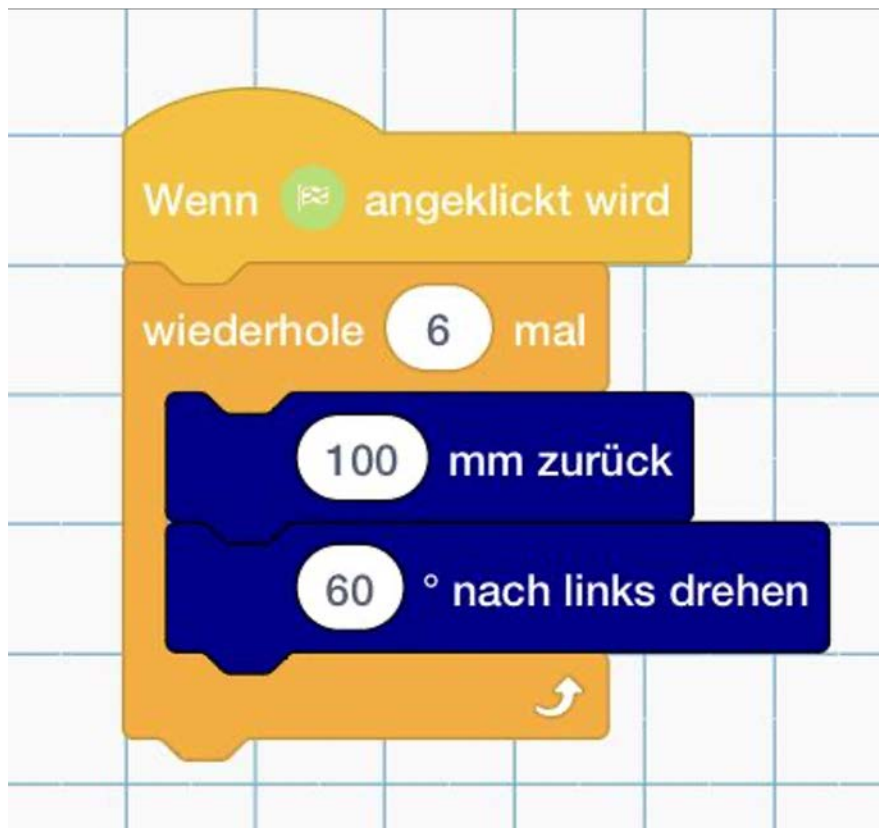 Wenn angeklickt wird
wiederhole 6 mal
100 mm zurück
60 ° nach links drehen